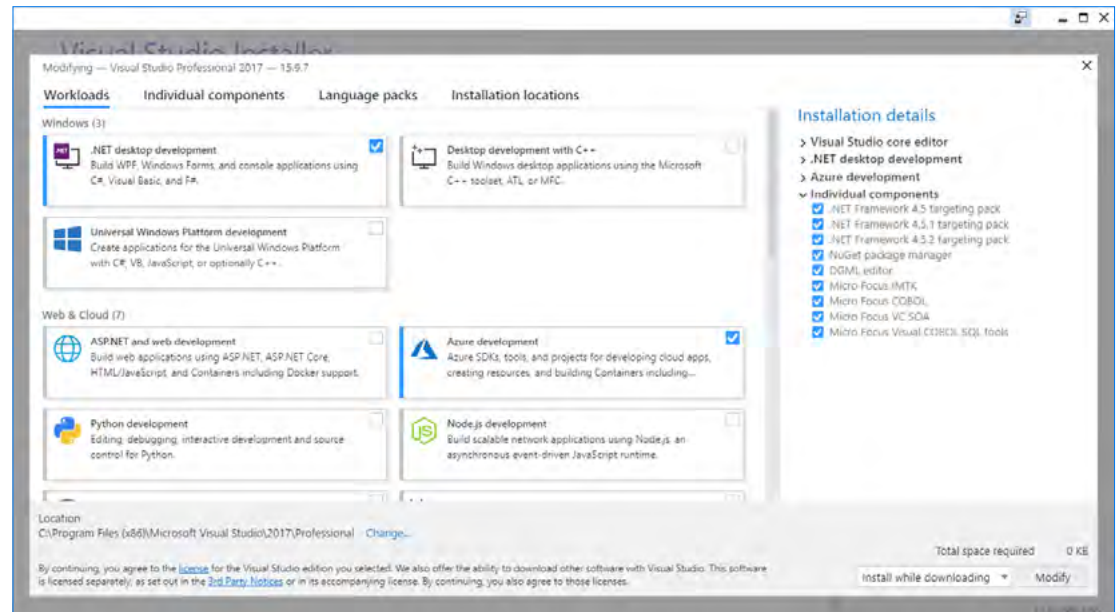 Visual Studio Installer
Modifying — Visual Studio Professional 2017 — 15.9.7
Workloads
Individual components
Language packs
Installation locations
Windows (3)
.NET desktop development
Build WPF, Windows Forms, and console applications using
C#, Visual Basic, and F#.
Desktop development with C++
Build Windows desktop applications using the Microsoft
C++ toolset, ATL, or MFC.
Universal Windows Platform development
Create applications for the Universal Windows Platform
with C#, VB, JavaScript, or optionally C++.
Web & Cloud (7)
ASP.NET and web development
Build web applications using ASP.NET, ASP.NET Core,
HTML/JavaScript, and Containers including Docker support.
Azure development
Azure SDKs, tools, and projects for developing cloud apps,
creating resources, and building Containers including...
Python development
Editing, debugging, interactive development and source
control for Python.
Node.js development
Build scalable network applications using Node.js, an
asynchronous event-driven JavaScript runtime.
Installation details
Visual Studio core editor
.NET desktop development
Azure development
Individual components
.NET Framework 4.5 targeting pack
.NET Framework 4.5.1 targeting pack
.NET Framework 4.5.2 targeting pack
NuGet package manager
DGML editor
Micro Focus IMTK
Micro Focus COBOL
Micro Focus VC SOA
Micro Focus Visual COBOL SQL tools
Location
C:\Program Files (x86)\Microsoft Visual Studio\2017\Professional Change...
Total space required 0 KB
By continuing, you agree to the license for the Visual Studio edition you selected. We also offer the ability to download other software with Visual Studio. This software
is licensed separately, as set out in the 3rd Party Notices or in its accompanying license. By continuing, you also agree to those licenses.
Install while downloading
Modify